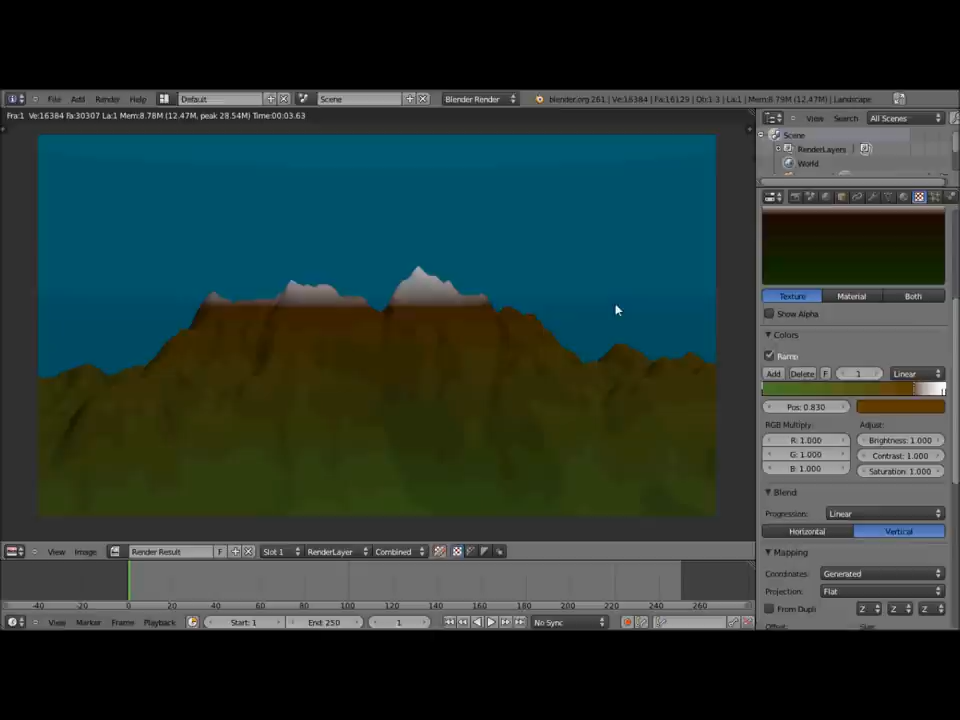 File Add Render Help Default Scene Blender Render blender.org 261 | Ve:16384 | Fa:16129 | Ob:1-3 | La:1 | Mem:8.79M (12.47M) | Landscape
Fra:1 Ve:16384 Fa:30307 La:1 Mem:8.78M (12.47M, peak 28.54M) Time:00:03.63
View Search All Scenes
Scene
RenderLayers
World
Texture Material Both
Show Alpha
Colors
Ramp
Add Delete F 1 Linear
Pos: 0.830
RGB Multiply: Adjust:
R: 1.000 Brightness: 1.000
G: 1.000 Contrast: 1.000
B: 1.000 Saturation: 1.000
Blend
Progression: Linear
Horizontal Vertical
Mapping
Coordinates: Generated
Projection: Flat
From Dupli Z Z Z
View Image Render Result F Slot 1 RenderLayer Combined
-40 -20 0 20 40 60 80 100 120 140 160 180 200 220 240 260
View Marker Frame Playback Start: 1 End: 250 1 No Sync